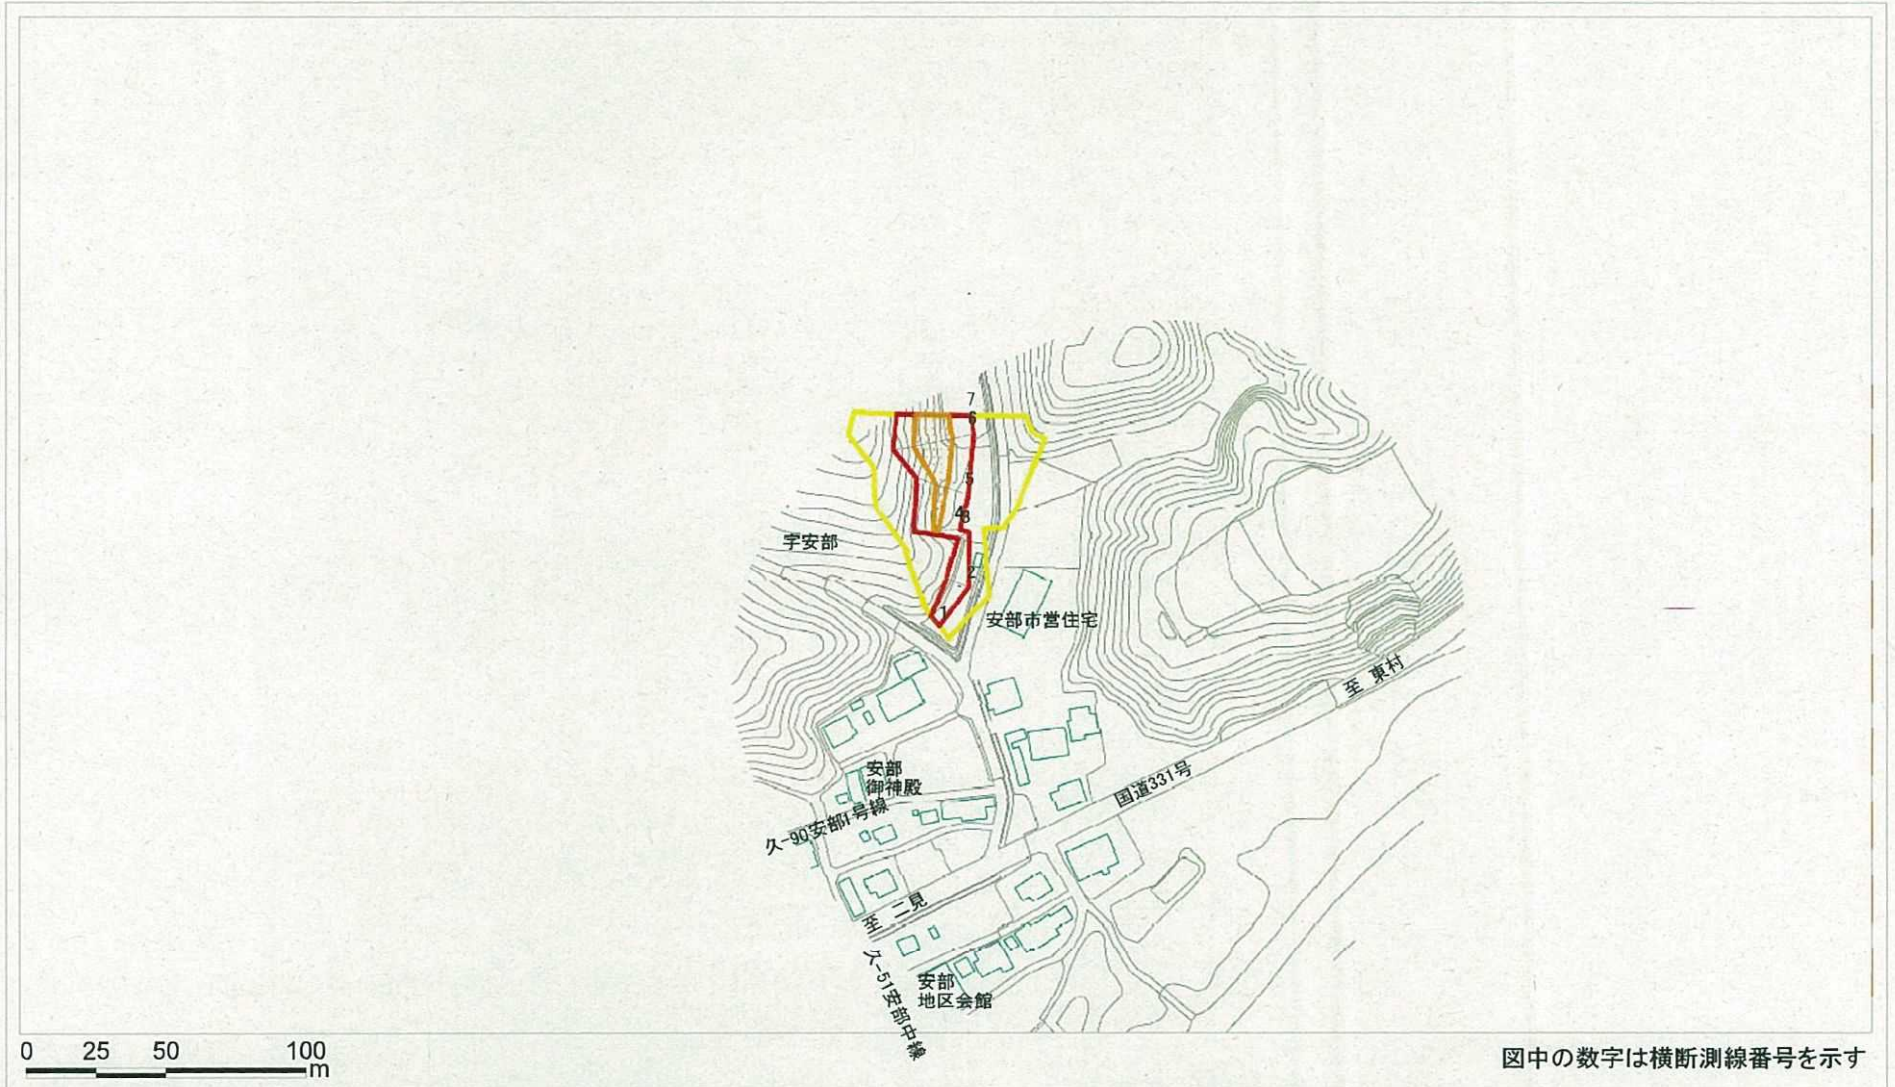 7
6
5
4
3
字安部
2
1
安部市営住宅
至 東村
安部
御神殿
国道331号
久-90安部1号線
至 二見
久-51安部中線
安部
地区会館
0 25 50 100
m
図中の数字は横断測線番号を示す